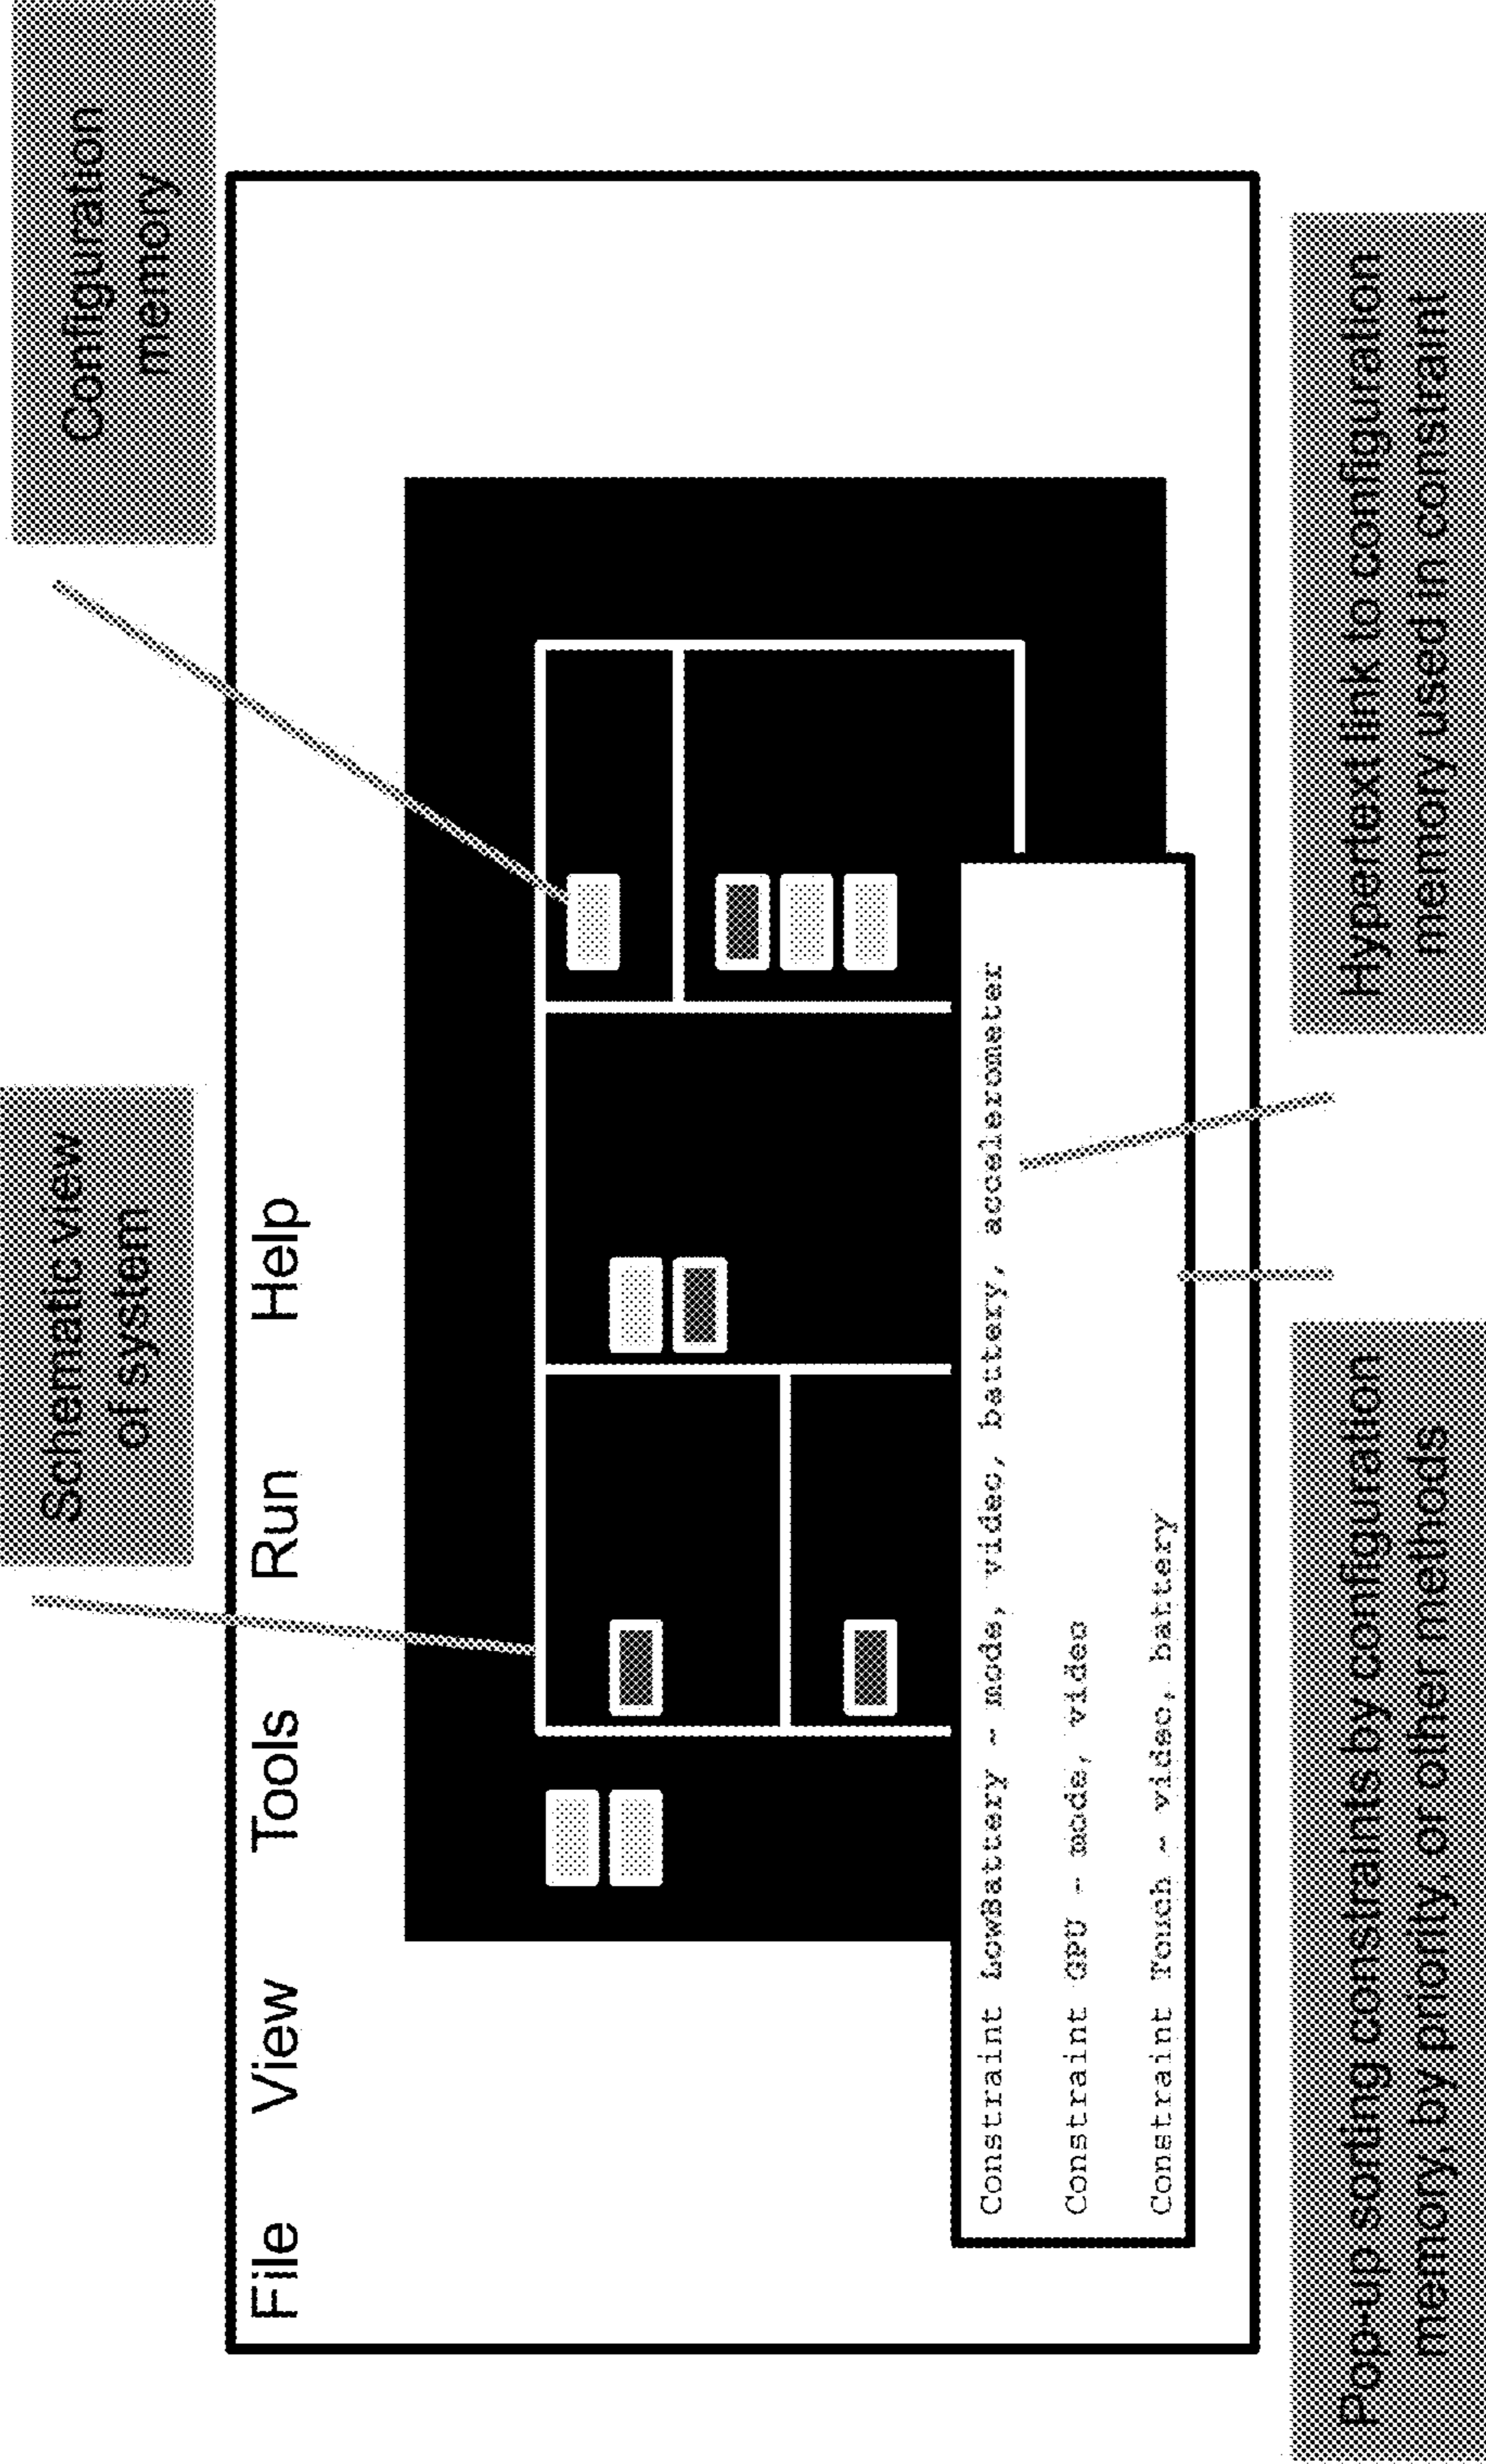 Schematic view
of system
Configuration
memory
File View Tools Run Help
Constraint LowBattery - mode, video, battery, accelerometer
Constraint GPU - mode, video
Constraint Touch - video, battery
Pop-up sorting constraints by configuration
memory, by priority, or other methods
Hypertext link to configuration
memory used in constraint